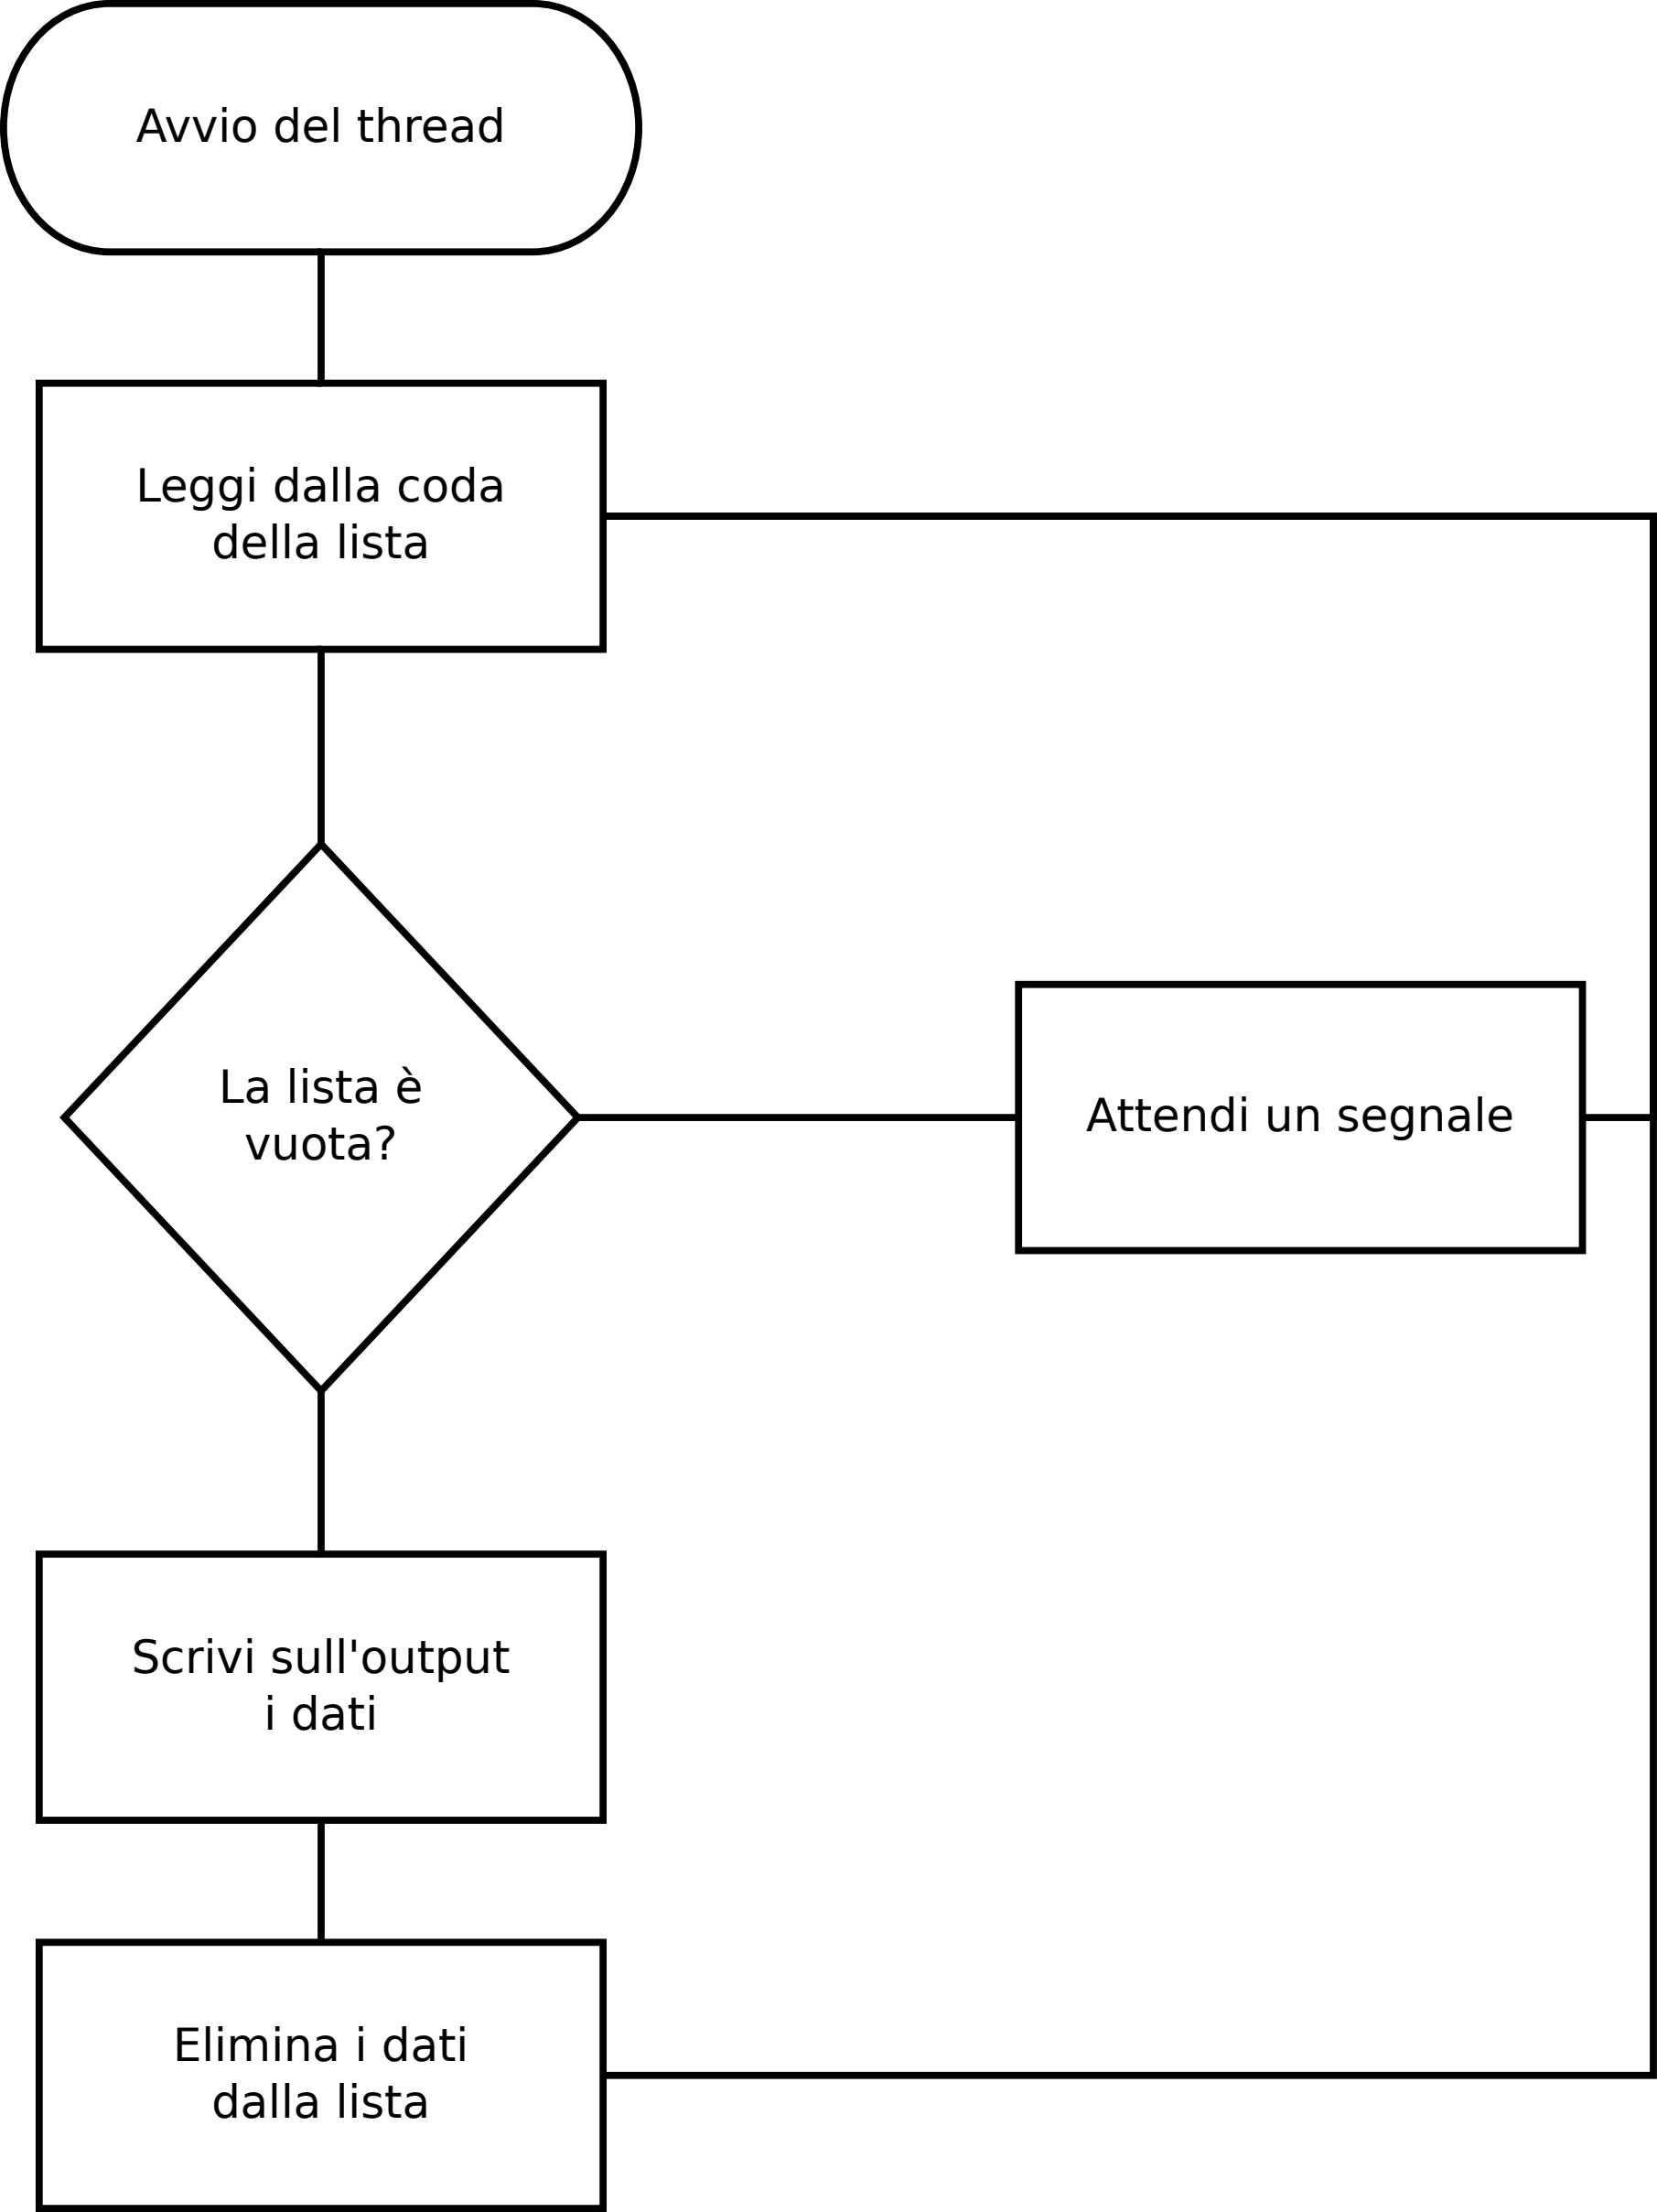 Avvio del thread
Leggi dalla coda
della lista
La lista è
vuota?
Attendi un segnale
Scrivi sull'output
i dati
Elimina i dati
dalla lista